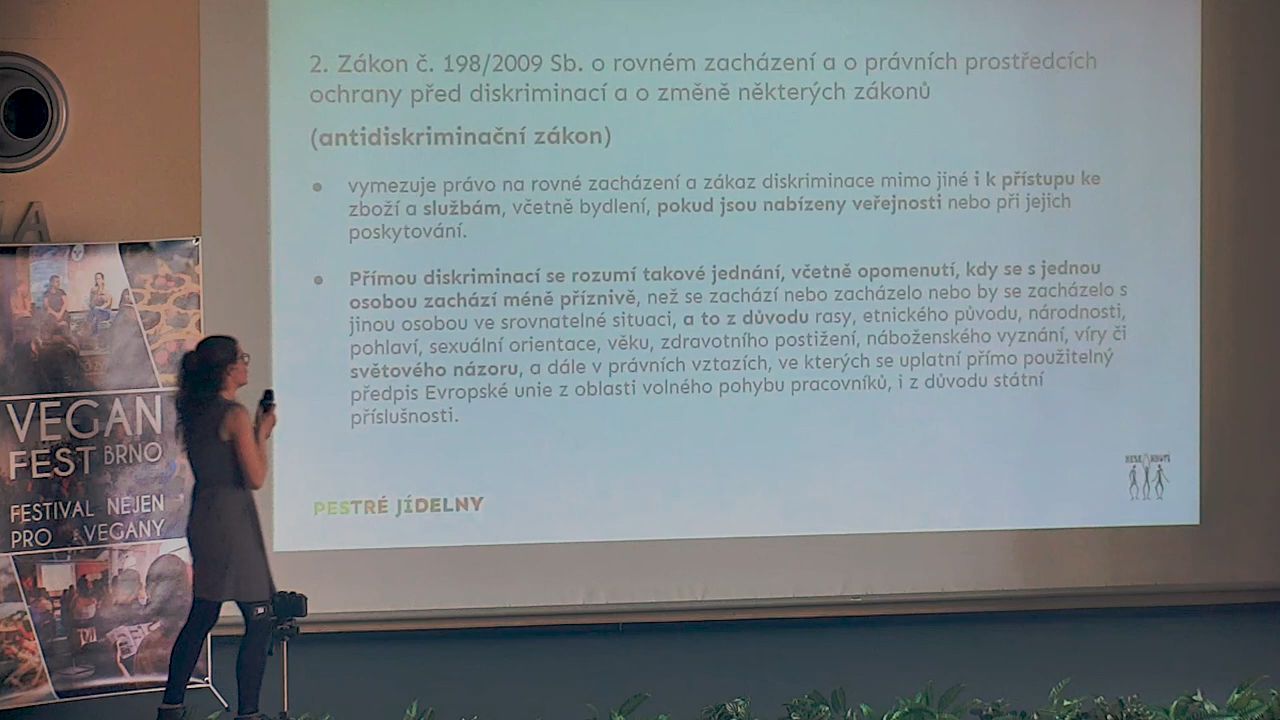 2. Zákon č. 198/2009 Sb. o rovném zacházení a o právních prostředcích
ochrany před diskriminací a o změně některých zákonů
(antidiskriminační zákon)
• vymezuje právo na rovné zacházení a zákaz diskriminace mimo jiné i k přístupu ke
zboží a službám, včetně bydlení, pokud jsou nabízeny veřejnosti nebo při jejich
poskytování.
• Přímou diskriminací se rozumí takové jednání, včetně opomenutí, kdy se s jednou
osobou zachází méně příznivě, než se zachází nebo zacházelo nebo by se zacházelo s
jinou osobou ve srovnatelné situaci, a to z důvodu rasy, etnického původu, národnosti,
pohlaví, sexuální orientace, věku, zdravotního postižení, náboženského vyznání, víry či
světového názoru, a dále v právních vztazích, ve kterých se uplatní přímo použitelný
předpis Evropské unie z oblasti volného pohybu pracovníků, i z důvodu státní
příslušnosti.
PESTRÉ JÍDELNY
VEGAN
FEST BRNO
FESTIVAL NEJEN
PRO VEGANY